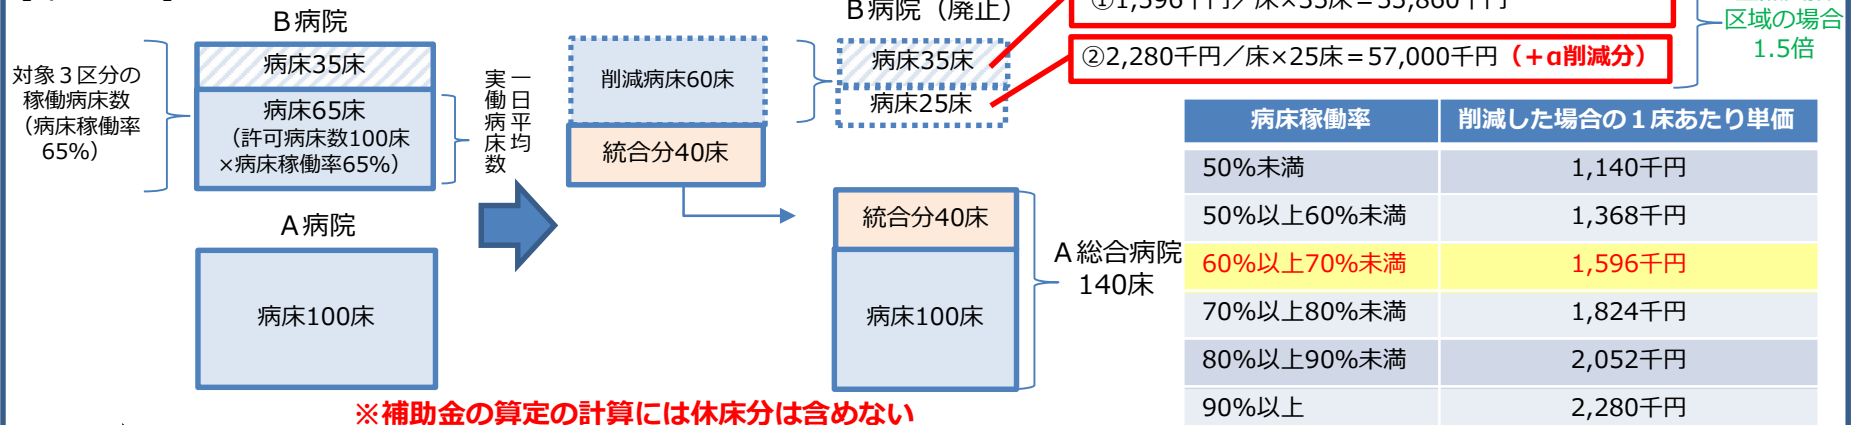 B病院
対象３区分の
稼働病床数
（病床稼働率
65%）
病床35床
病床65床
（許可病床数100床
×病床稼働率65%）
一日平均
実働病床数
A病院
病床100床
削減病床60床
統合分40床
B病院（廃止）
病床35床
病床25床
統合分40床
病床100床
A総合病院
140床
②2,280千円／床×25床＝57,000千円（＋α削減分）
区域の場合
1.5倍
病床稼働率 削減した場合の１床あたり単価
50%未満 1,140千円
50%以上60%未満 1,368千円
60%以上70%未満 1,596千円
70%以上80%未満 1,824千円
80%以上90%未満 2,052千円
90%以上 2,280千円
※補助金の算定の計算には休床分は含めない